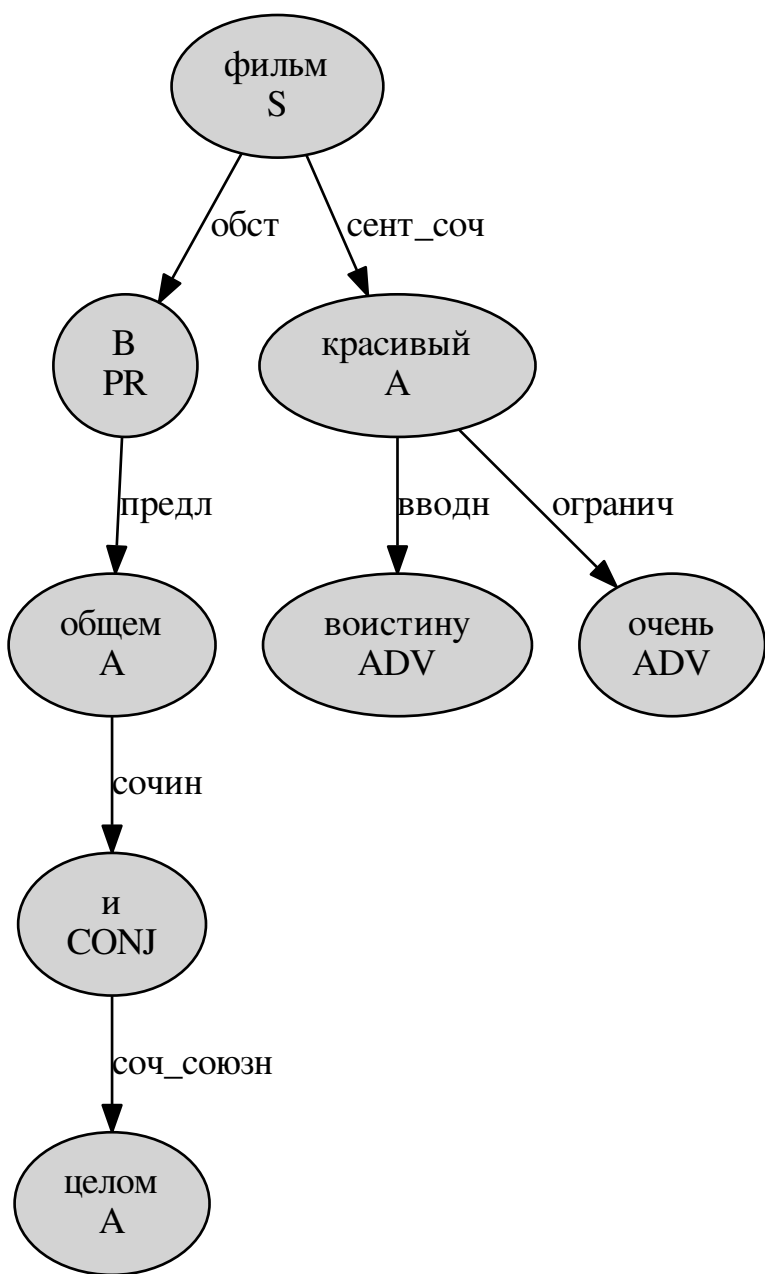 фильм
S
обст
сент_соч
В
PR
красивый
A
предл
вводн
огранич
общем
A
воистину
ADV
очень
ADV
сочин
и
CONJ
соч_союзн
целом
A